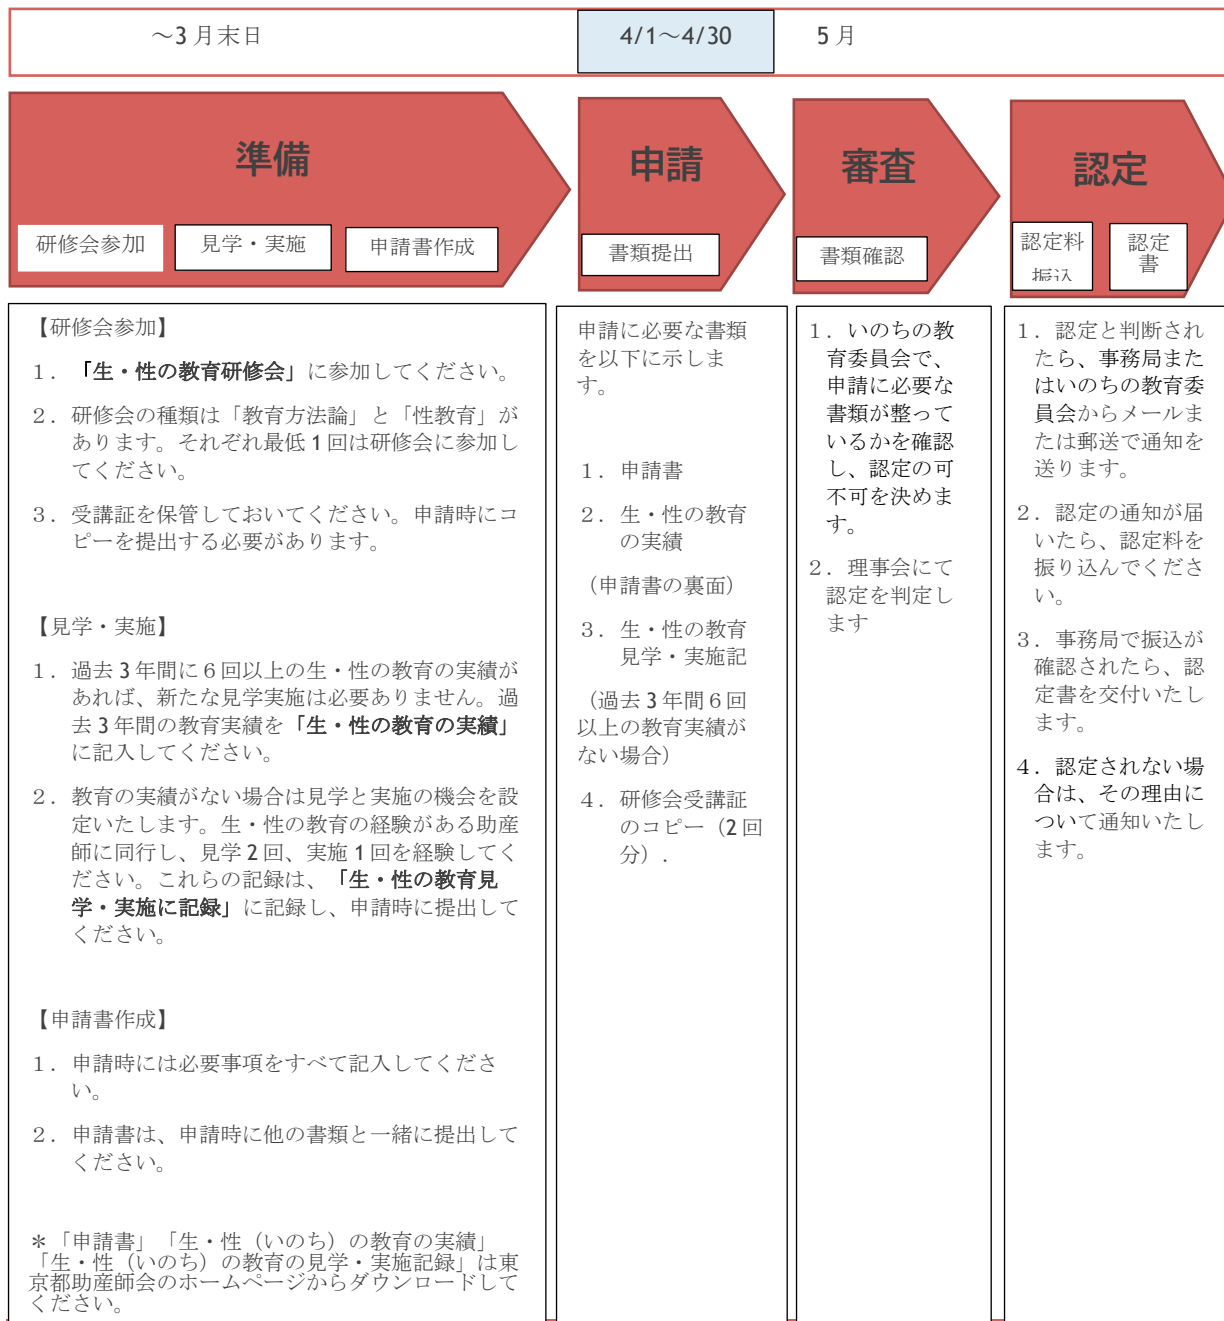 ～3月末日
4/1～4/30
5月
準備
申請
審査
認定
研修会参加
見学・実施
申請書作成
書類提出
書類確認
認定料
振込
認定
書
【研修会参加】
１．「生・性の教育研修会」に参加してください。
２．研修会の種類は「教育方法論」と「性教育」が
あります。それぞれ最低1回は研修会に参加し
てください。
３．受講証を保管しておいてください。申請時にコ
ピーを提出する必要があります。
【見学・実施】
１．過去3年間に６回以上の生・性の教育の実績が
あれば、新たな見学実施は必要ありません。過
去3年間の教育実績を「生・性の教育の実績」
に記入してください。
２．教育の実績がない場合は見学と実施の機会を設
定いたします。生・性の教育の経験がある助産
師に同行し、見学2回、実施1回を経験してく
ださい。これらの記録は、「生・性の教育見
学・実施に記録」に記録し、申請時に提出して
ください。
【申請書作成】
１．申請時には必要事項をすべて記入してくださ
い。
２．申請書は、申請時に他の書類と一緒に提出して
ください。
＊「申請書」「生・性（いのち）の教育の実績」
「生・性（いのち）の教育の見学・実施記録」は東
京都助産師会のホームページからダウンロードして
ください。
申請に必要な書類
を以下に示しま
す。
１．申請書
２．生・性の教育
の実績
（申請書の裏面）
３．生・性の教育
見学・実施記
（過去3年間６回
以上の教育実績が
ない場合）
４．研修会受講証
のコピー（2回
分）.
１．いのちの教
育委員会で、
申請に必要な
書類が整って
いるかを確認
し、認定の可
不可を決めま
す。
２．理事会にて
認定を判定し
ます
１．認定と判断され
たら、事務局また
はいのちの教育委
員会からメールま
たは郵送で通知を
送ります。
２．認定の通知が届
いたら、認定料を
振り込んでくださ
い。
３．事務局で振込が
確認されたら、認
定書を交付いたし
ます。
４．認定されない場
合は、その理由に
ついて通知いたし
ます。